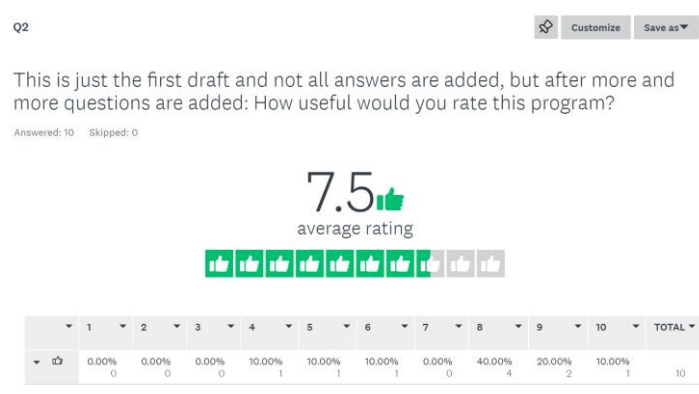 Q2
Customize
Save as
This is just the first draft and not all answers are added, but after more and
more questions are added: How useful would you rate this program?
Answered: 10 Skipped: 0
7.5
average rating
1 2 3 4 5 6 7 8 9 10 TOTAL
0.00% 0.00% 0.00% 10.00% 10.00% 10.00% 0.00% 40.00% 20.00% 10.00%
0 0 0 1 1 1 0 4 2 1 10